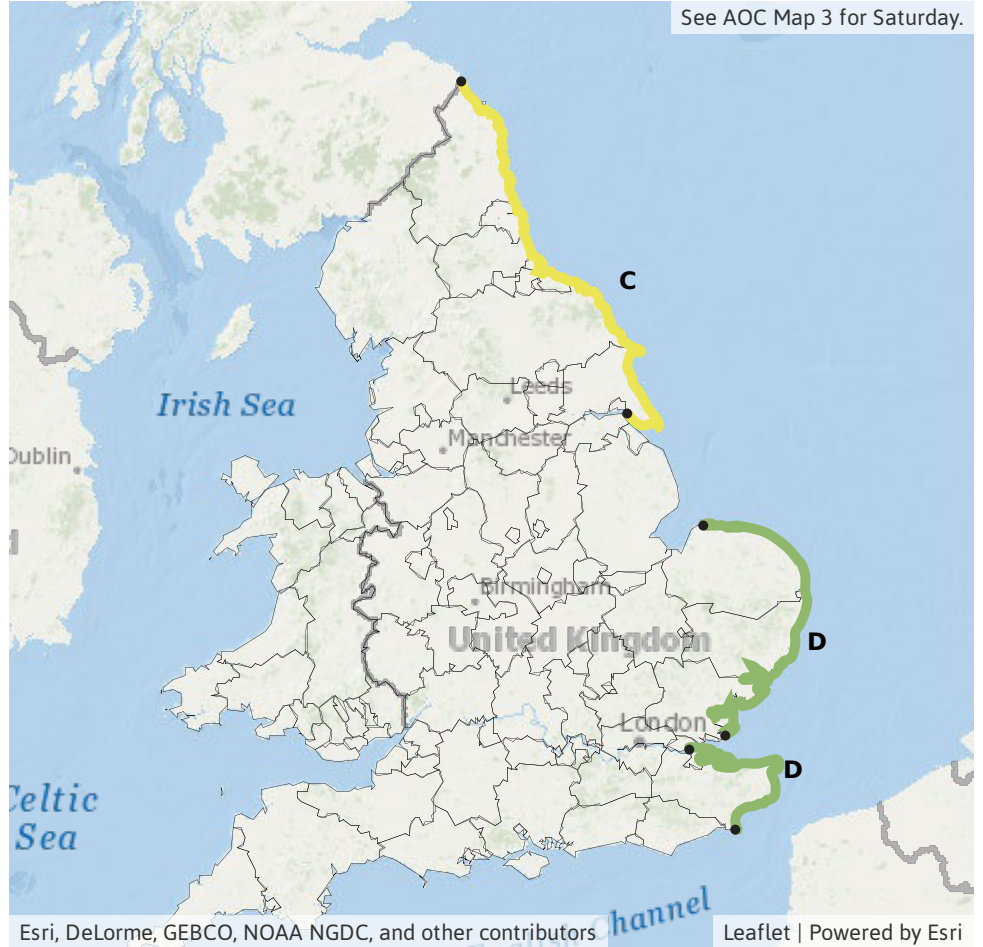 See AOC Map 3 for Saturday.
C
Leeds
Irish Sea
Manchester
Dublin
Birmingham
United Kingdom
D
London
D
Celtic
Sea
English Channel
Esri, DeLorme, GEBCO, NOAA NGDC, and other contributors
Leaflet | Powered by Esri